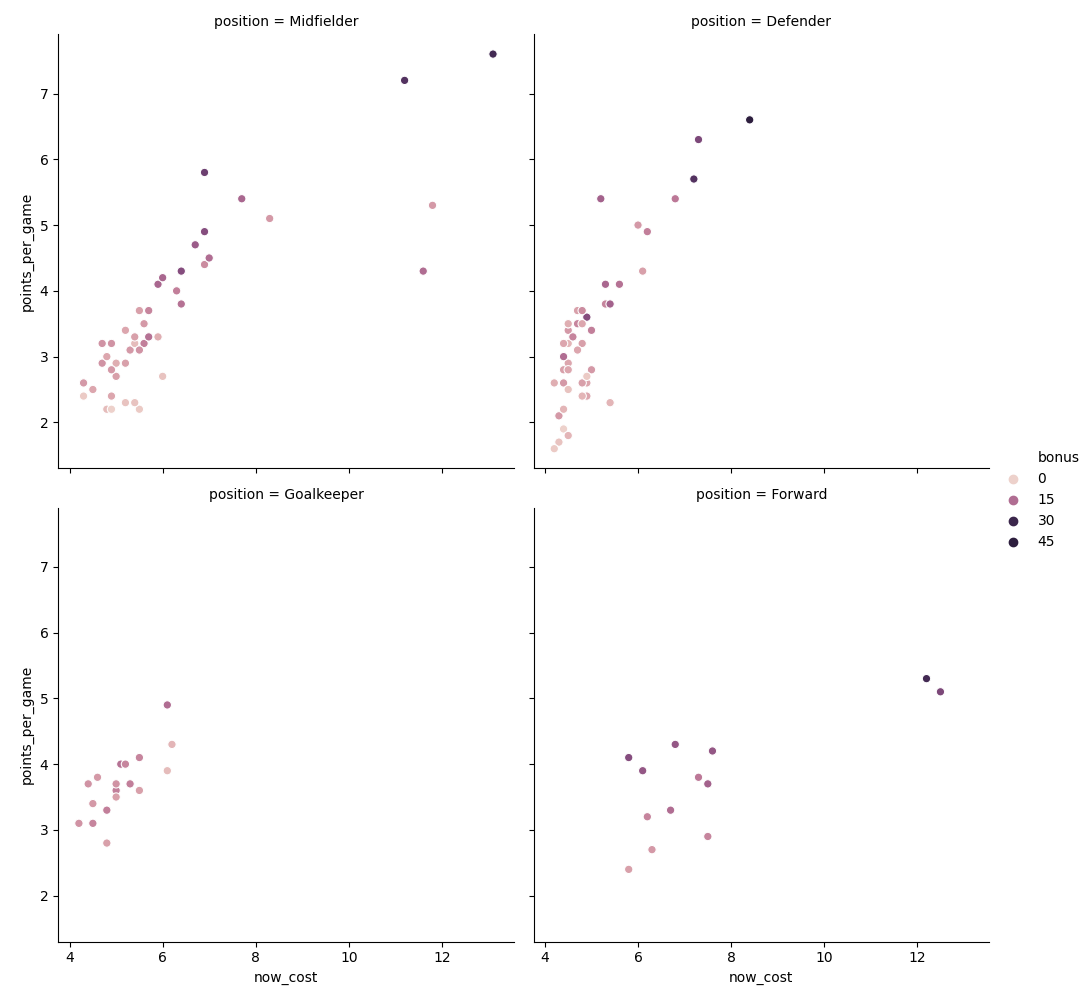 position = Midfielder
position = Defender
points_per_game
7
6
5
4
3
2
position = Goalkeeper
position = Forward
bonus
0
15
30
45
points_per_game
7
6
5
4
3
2
4 6 8 10 12
now_cost
4 6 8 10 12
now_cost